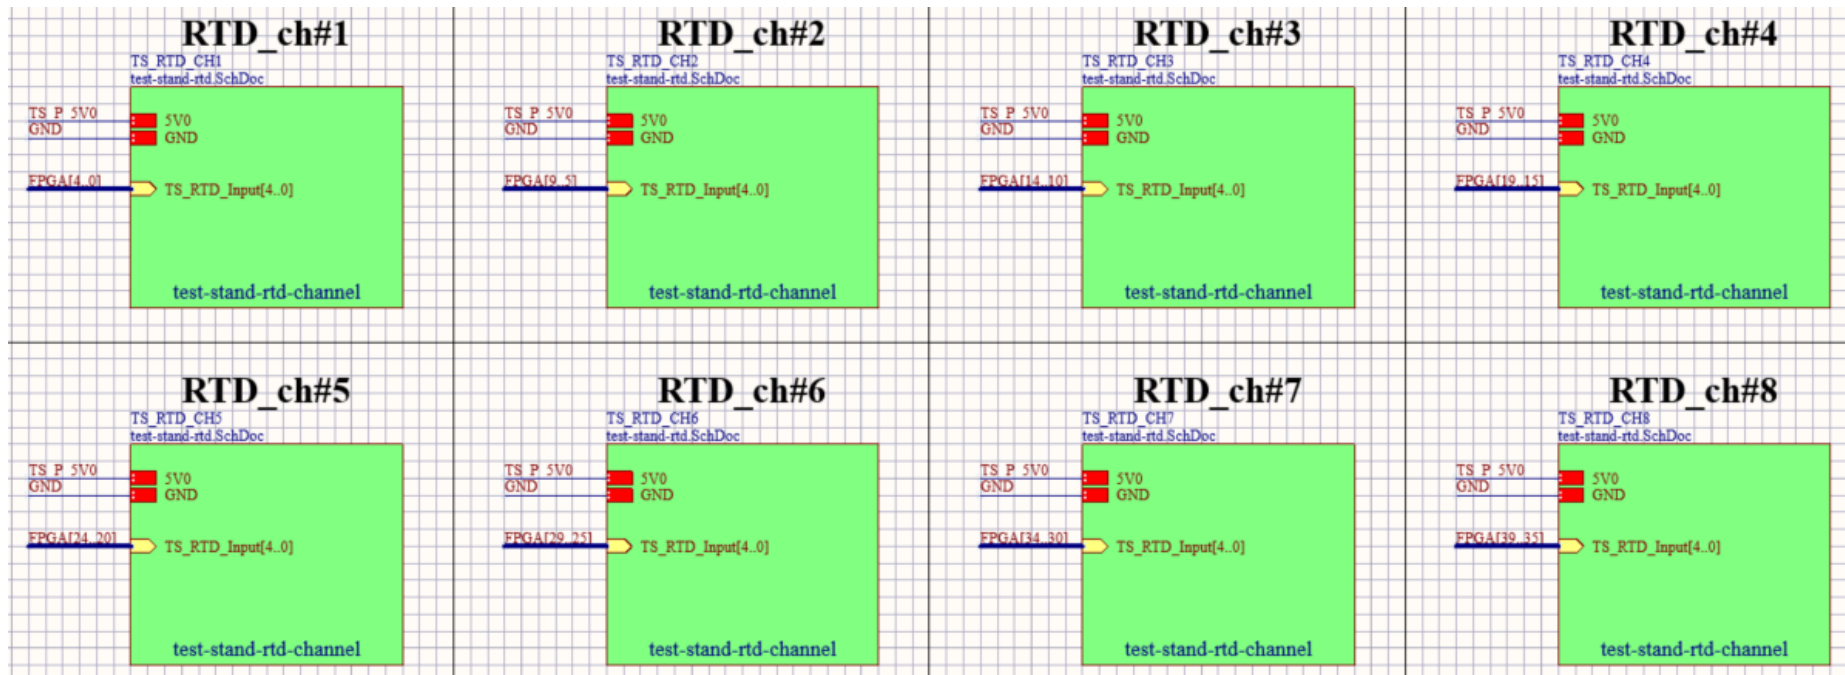 RTD_ch#1
TS_RTD_CH1
test-stand-rtd.SchDoc
TS_P_5V0
5V0
GND
GND
FPGA[4..0]
TS_RTD_Input[4..0]
test-stand-rtd-channel
RTD_ch#2
TS_RTD_CH2
test-stand-rtd.SchDoc
TS_P_5V0
5V0
GND
GND
FPGA[9..5]
TS_RTD_Input[4..0]
test-stand-rtd-channel
RTD_ch#3
TS_RTD_CH3
test-stand-rtd.SchDoc
TS_P_5V0
5V0
GND
GND
FPGA[14..10]
TS_RTD_Input[4..0]
test-stand-rtd-channel
RTD_ch#4
TS_RTD_CH4
test-stand-rtd.SchDoc
TS_P_5V0
5V0
GND
GND
FPGA[19..15]
TS_RTD_Input[4..0]
test-stand-rtd-channel
RTD_ch#5
TS_RTD_CH5
test-stand-rtd.SchDoc
TS_P_5V0
5V0
GND
GND
FPGA[24..20]
TS_RTD_Input[4..0]
test-stand-rtd-channel
RTD_ch#6
TS_RTD_CH6
test-stand-rtd.SchDoc
TS_P_5V0
5V0
GND
GND
FPGA[29..25]
TS_RTD_Input[4..0]
test-stand-rtd-channel
RTD_ch#7
TS_RTD_CH7
test-stand-rtd.SchDoc
TS_P_5V0
5V0
GND
GND
FPGA[34..30]
TS_RTD_Input[4..0]
test-stand-rtd-channel
RTD_ch#8
TS_RTD_CH8
test-stand-rtd.SchDoc
TS_P_5V0
5V0
GND
GND
FPGA[39..35]
TS_RTD_Input[4..0]
test-stand-rtd-channel